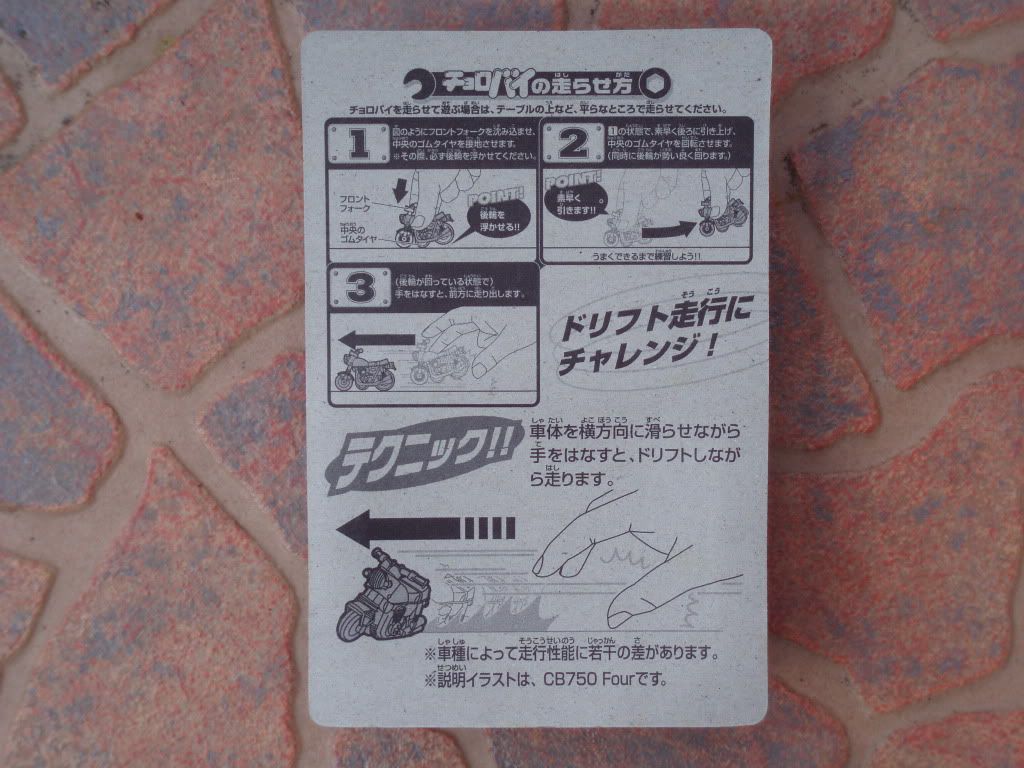 チョロバイの走らせ方
チョロバイを走らせて遊ぶ場合は、テーブルの上など、平らなところで走らせてください。
1
図のようにフロントフォークを沈み込ませ、
中央のゴムタイヤを接地させます。
※その際、必ず後輪を浮かせてください。
フロント
フォーク
中央の
ゴムタイヤ
POINT!!
後輪を
浮かせる!!
2
1の状態で、素早く後ろに引き上げ、
中央のゴムタイヤを回転させます。
(同時に後輪が勢い良く回ります。)
POINT!!
素早く
引きます!!
うまくできるまで練習しよう!!
3
(後輪が回っている状態で)
手をはなすと、前方に走り出します。
ドリフト走行に
チャレンジ!
テクニック!!
車体を横方向に滑らせながら
手をはなすと、ドリフトしなが
ら走ります。
※車種によって走行性能に若干の差があります。
※説明イラストは、CB750 Fourです。